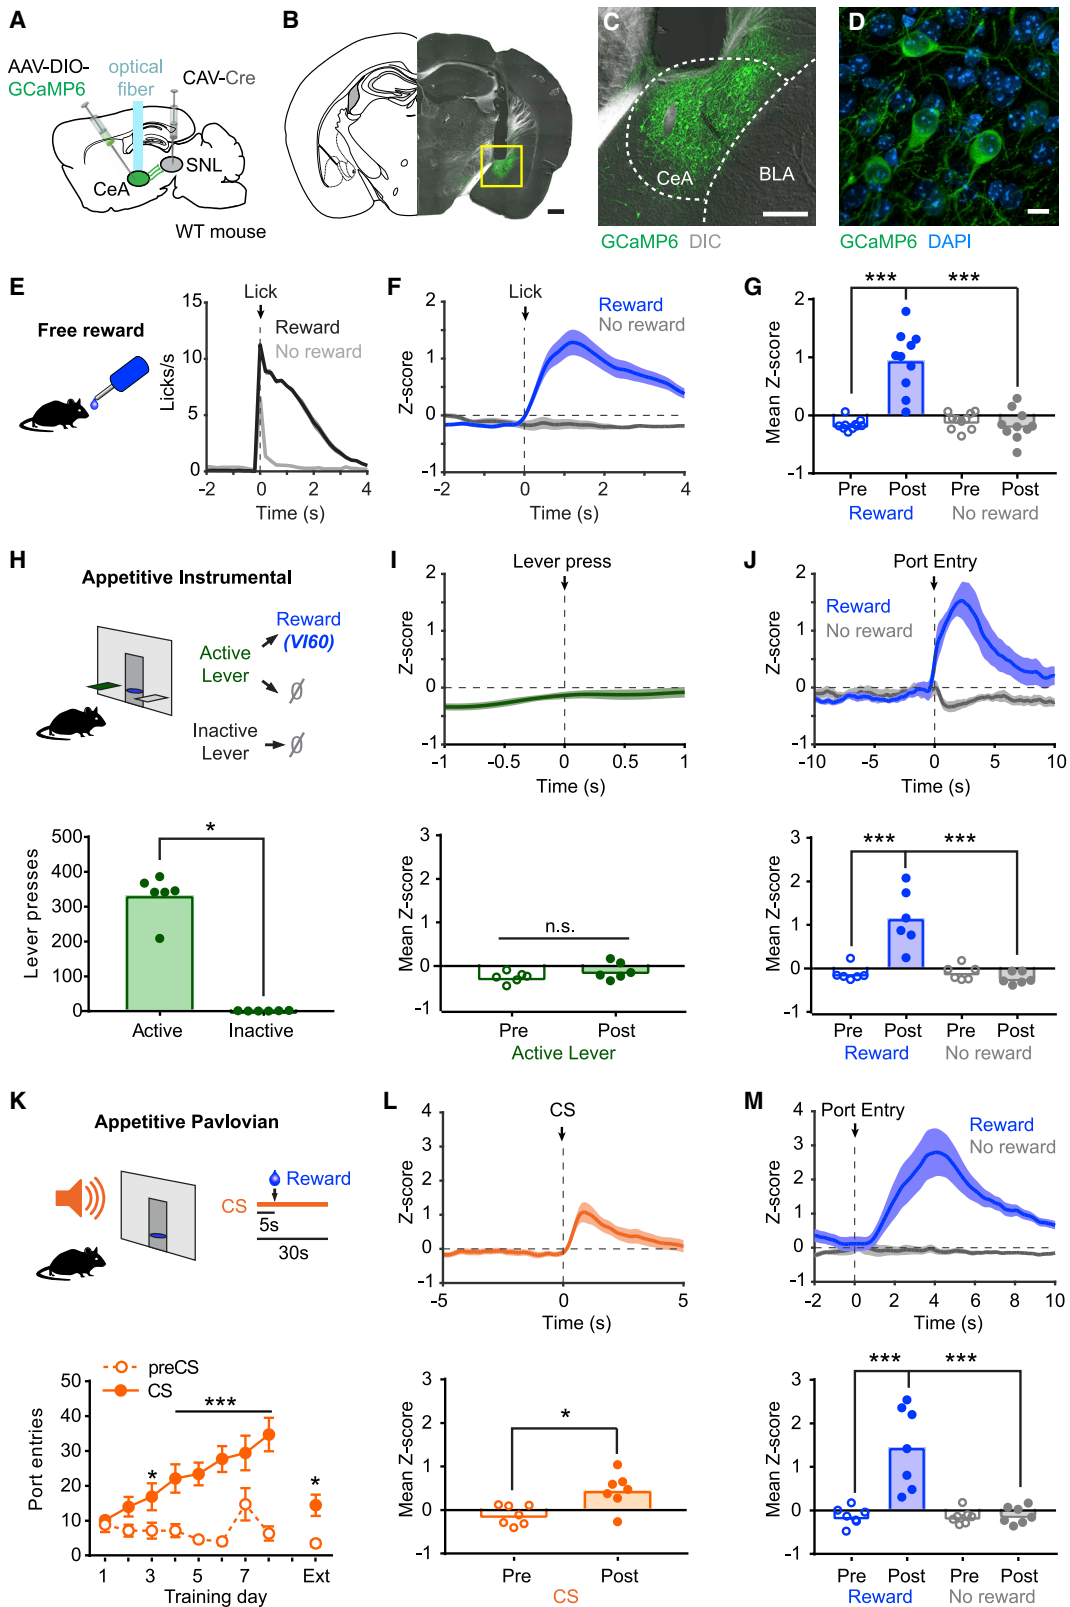 A
AAV-DIO-
GCaMP6
optical
fiber
CAV-Cre
SNL
CeA
WT mouse
B
C
CeA
BLA
GCaMP6 DIC
D
GCaMP6 DAPI
E
Free reward
Lick
Reward
No reward
Licks/s
15
10
5
0
-2 0 2 4
Time (s)
F
Lick
Reward
No reward
Z-score
2
1
0
-1
-2 -1 0 1 2 3 4
Time (s)
G
*** ***
Mean Z-score
2
1
0
-1
Pre Post Pre Post
Reward No reward
H
Appetitive Instrumental
Reward
(VI60)
Active
Lever
∅
Inactive
Lever
∅
Lever presses
500
400
300
200
100
0
*
Active Inactive
I
Lever press
Z-score
2
1
0
-1
-1 -0.5 0 0.5 1
Time (s)
Mean Z-score
3
2
1
0
-1
n.s.
Pre Post
Active Lever
J
Port Entry
Reward
No reward
Z-score
2
1
0
-1
-10 -5 0 5 10
Time (s)
Mean Z-score
3
2
1
0
-1
*** ***
Pre Post Pre Post
Reward No reward
K
Appetitive Pavlovian
Reward
CS
5s
30s
preCS
CS
Port entries
50
40
30
20
10
0
* *** *
1 3 5 7 Ext
Training day
L
CS
Z-score
4
3
2
1
0
-1
-5 0 5
Time (s)
Mean Z-score
3
2
1
0
-1
*
Pre Post
CS
M
Port Entry
Reward
No reward
Z-score
4
3
2
1
0
-1
-2 0 2 4 6 8 10
Time (s)
Mean Z-score
3
2
1
0
-1
*** ***
Pre Post Pre Post
Reward No reward